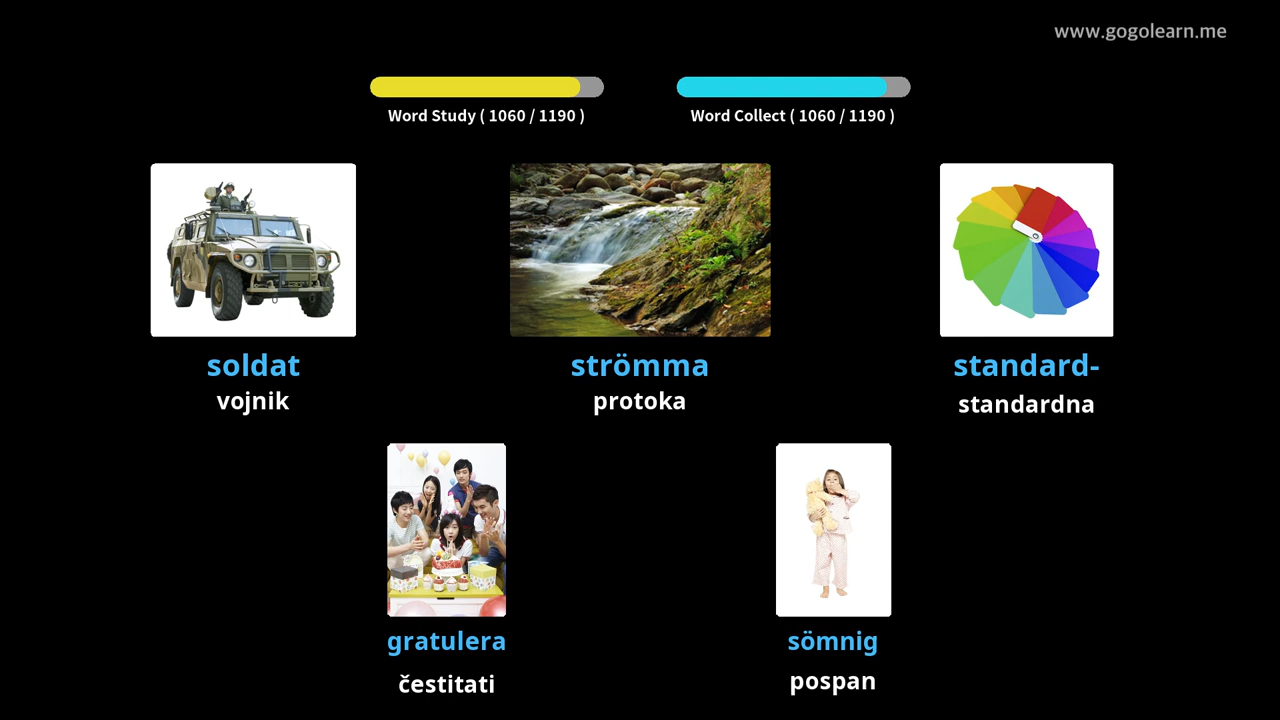 www.gogolearn.me
Word Study ( 1060 / 1190 )
Word Collect ( 1060 / 1190 )
soldat
vojnik
strömma
protoka
standard-
standardna
gratulera
čestitati
sömnig
pospan